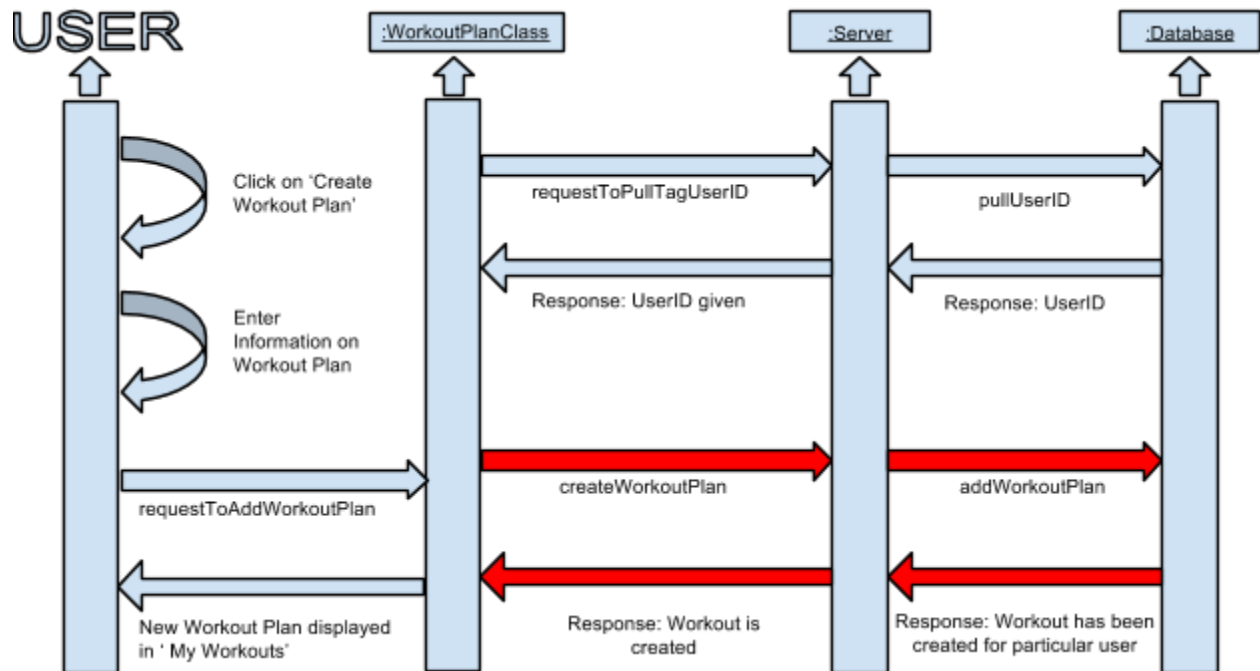 USER
:WorkoutPlanClass
:Server
:Database
Click on ‘Create
Workout Plan’
requestToPullTagUserID
pullUserID
Response: UserID given
Response: UserID
Enter
Information on
Workout Plan
createWorkoutPlan
addWorkoutPlan
requestToAddWorkoutPlan
New Workout Plan displayed
in ‘ My Workouts’
Response: Workout is
created
Response: Workout has been
created for particular user